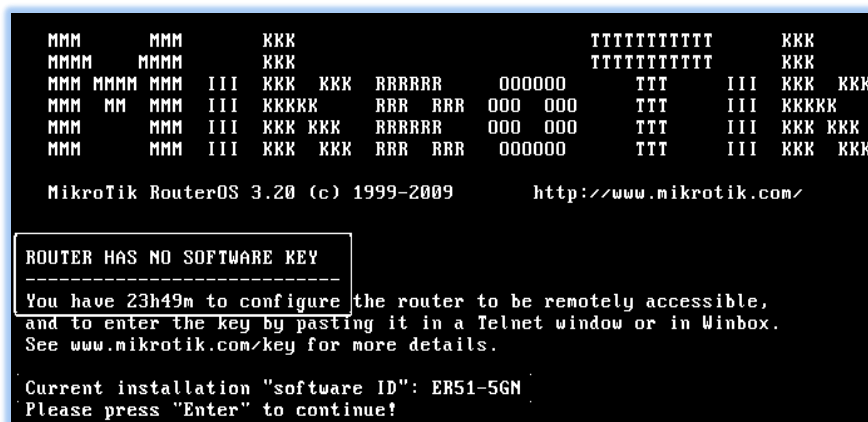 MMM MMM KKK TTTTTTTTTTT KKK
MMMM MMMM KKK TTTTTTTTTTT KKK
MMM MMMM MMM III KKK KKK RRRRRR OOOOOO TTT III KKK KKK
MMM MM MMM III KKKKK RRR RRR OOO OOO TTT III KKKKK
MMM MMM III KKK KKK RRRRRR OOO OOO TTT III KKK KKK
MMM MMM III KKK KKK RRR RRR OOOOOO TTT III KKK KKK
MikroTik RouterOS 3.20 (c) 1999-2009 http://www.mikrotik.com/
ROUTER HAS NO SOFTWARE KEY
----------------------------
You have 23h49m to configure the router to be remotely accessible,
and to enter the key by pasting it in a Telnet window or in Winbox.
See www.mikrotik.com/key for more details.
Current installation "software ID": ER51-5GN
Please press "Enter" to continue!